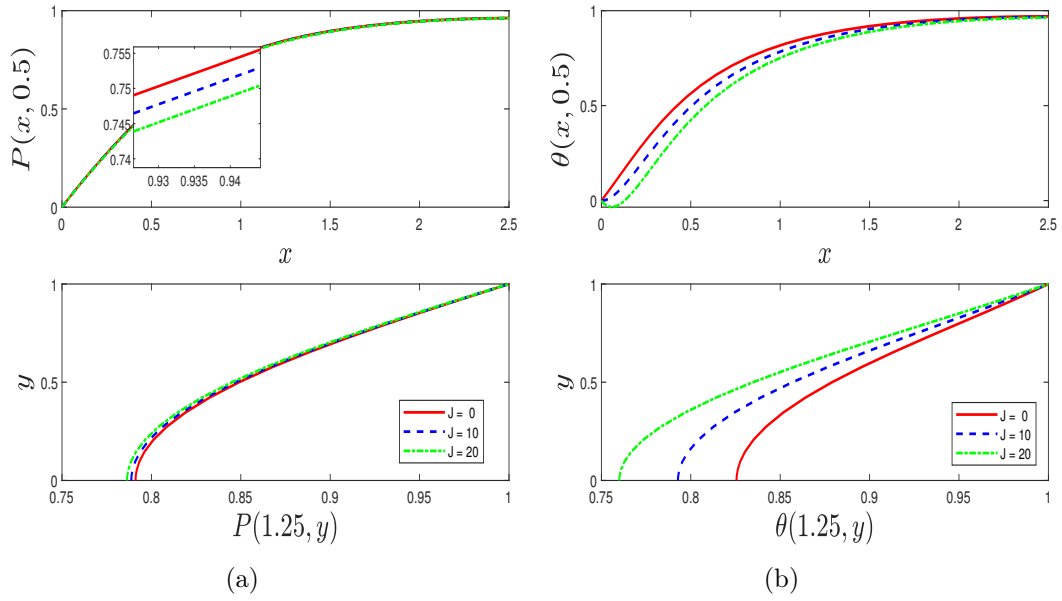 P(x, 0.5)
1
0.5
0
0.755
0.75
0.745
0.74
0.93 0.935 0.94
0 0.5 1 1.5 2 2.5
x
θ(x, 0.5)
1
0.5
0
0 0.5 1 1.5 2 2.5
x
y
1
0.5
0
J = 0
J = 10
J = 20
0.75 0.8 0.85 0.9 0.95 1
P(1.25, y)
(a)
y
1
0.5
0
J = 0
J = 10
J = 20
0.75 0.8 0.85 0.9 0.95 1
θ(1.25, y)
(b)